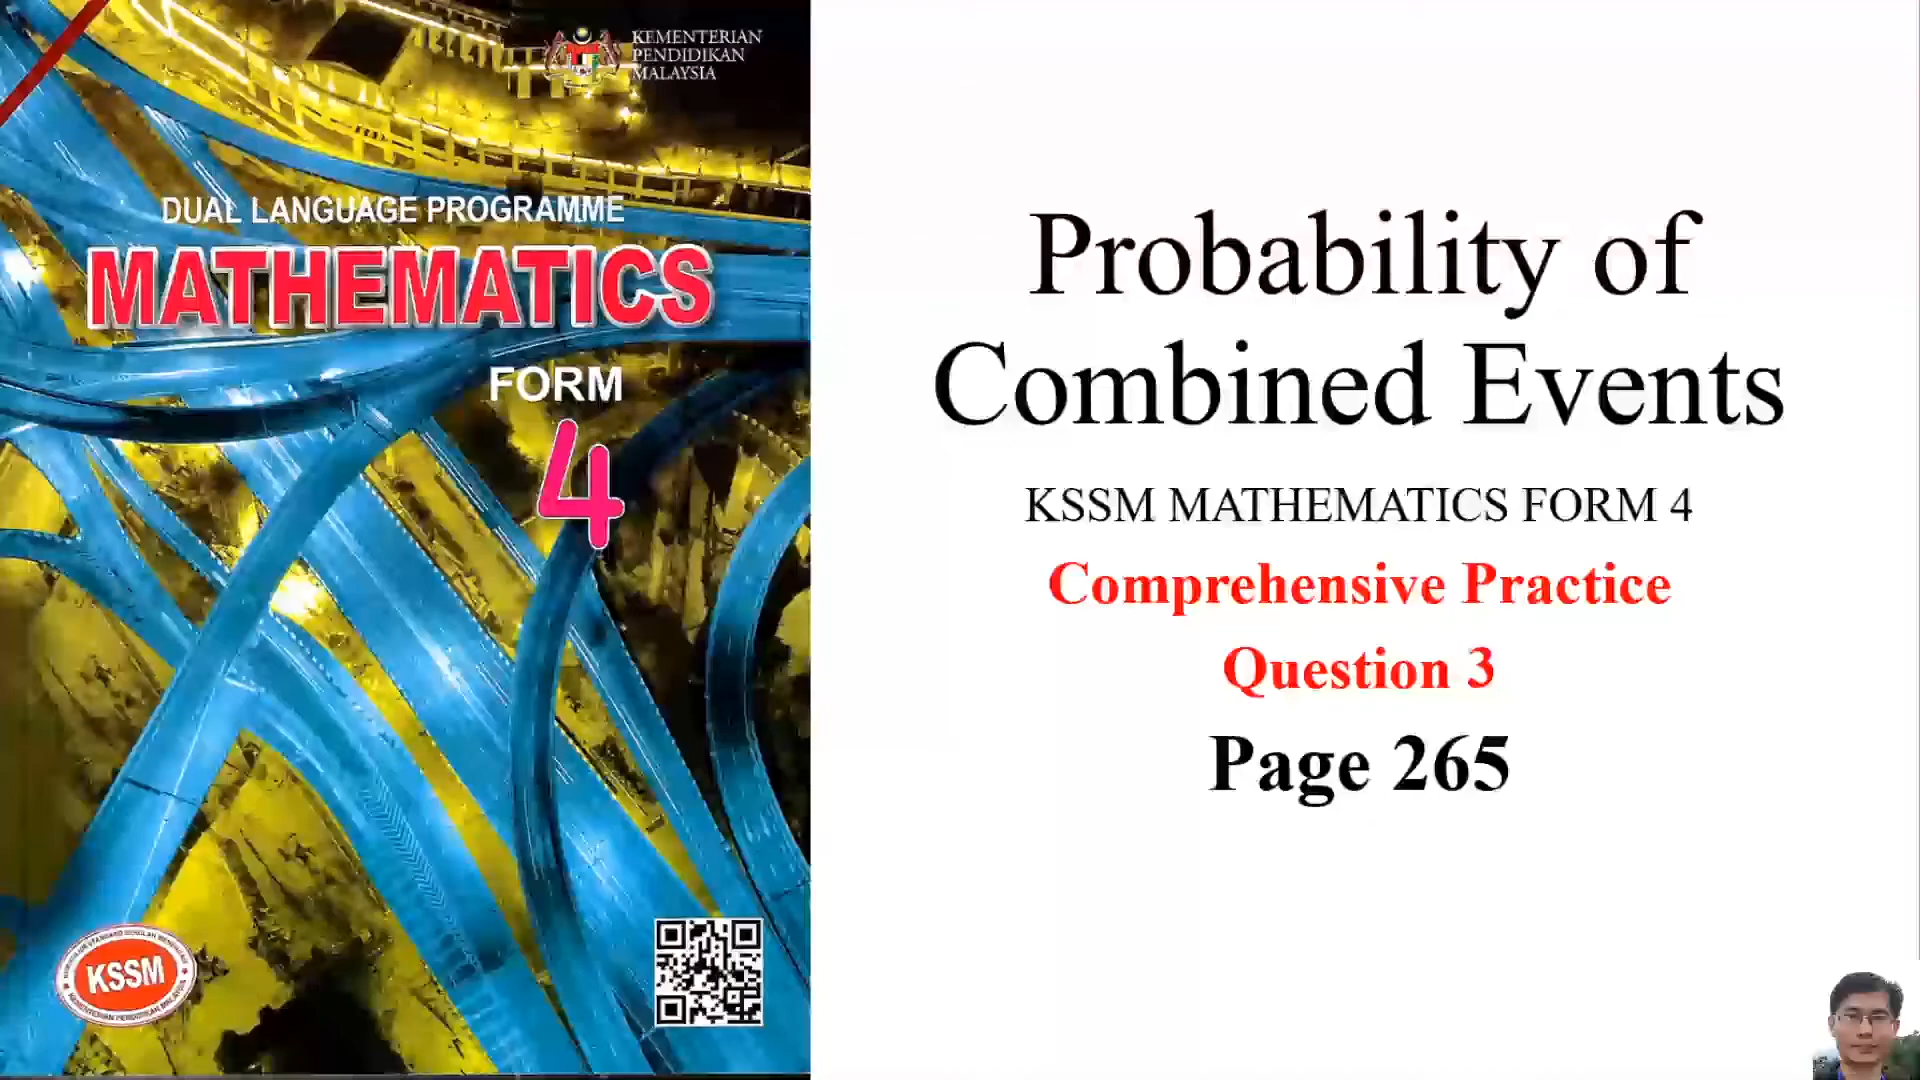 KEMENTERIAN
PENDIDIKAN
MALAYSIA
DUAL LANGUAGE PROGRAMME
MATHEMATICS
FORM
4
KSSM
Probability of
Combined Events
KSSM MATHEMATICS FORM 4
Comprehensive Practice
Question 3
Page 265